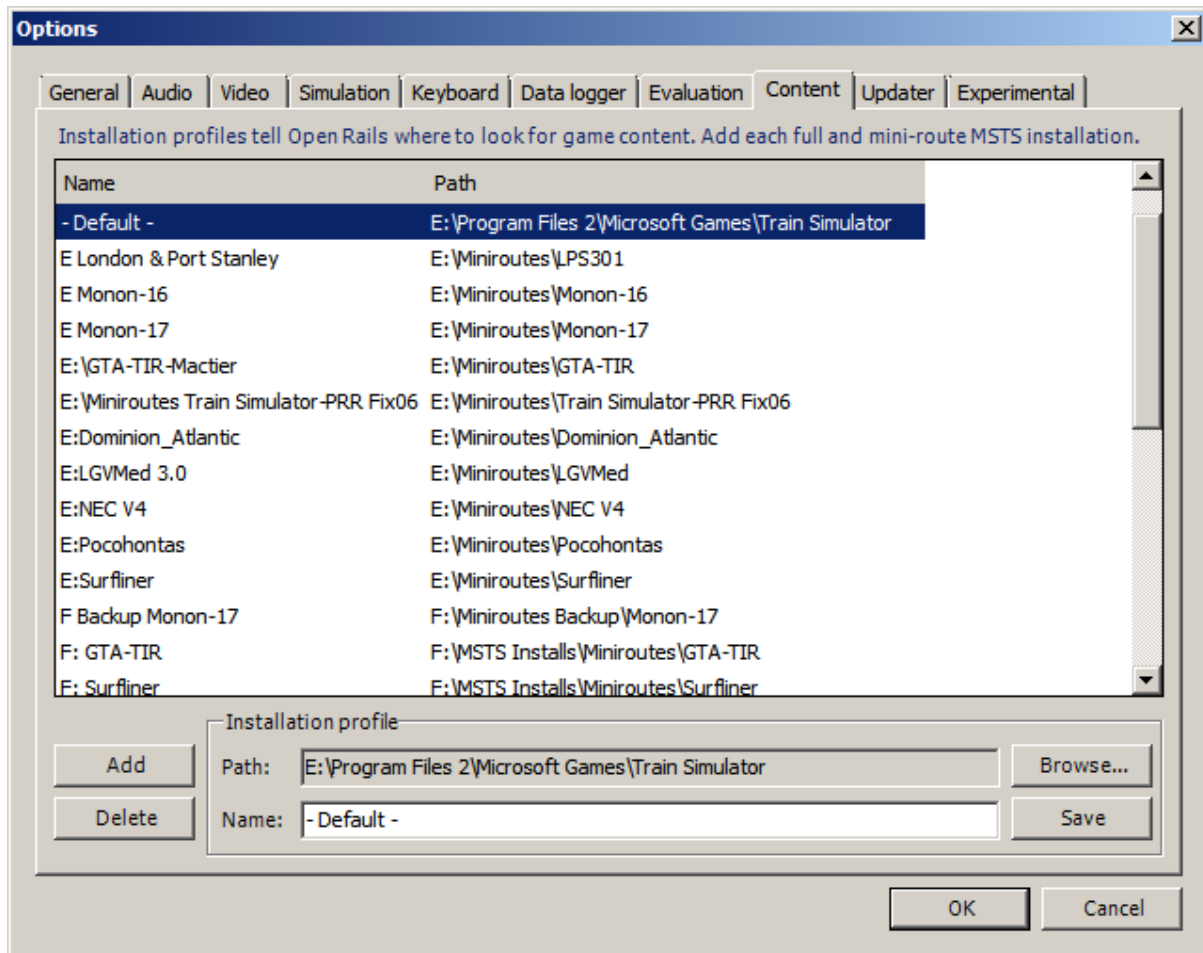 Options
General Audio Video Simulation Keyboard Data logger Evaluation Content Updater Experimental
Installation profiles tell Open Rails where to look for game content. Add each full and mini-route MSTS installation.
Name Path
- Default - E:\Program Files 2\Microsoft Games\Train Simulator
E London & Port Stanley E:\Miniroutes\LPS301
E Monon-16 E:\Miniroutes\Monon-16
E Monon-17 E:\Miniroutes\Monon-17
E:\GTA-TIR-Mactier E:\Miniroutes\GTA-TIR
E:\Miniroutes Train Simulator-PRR Fix06 E:\Miniroutes\Train Simulator-PRR Fix06
E:Dominion_Atlantic E:\Miniroutes\Dominion_Atlantic
E:LGVMed 3.0 E:\Miniroutes\LGVMed
E:NEC V4 E:\Miniroutes\NEC V4
E:Pocohontas E:\Miniroutes\Pocohontas
E:Surfliner E:\Miniroutes\Surfliner
F Backup Monon-17 F:\Miniroutes Backup\Monon-17
F: GTA-TIR F:\MSTS Installs\Miniroutes\GTA-TIR
F: Surfliner F:\MSTS Installs\Miniroutes\Surfliner
Installation profile
Add Path: E:\Program Files 2\Microsoft Games\Train Simulator Browse...
Delete Name: - Default - Save
OK Cancel